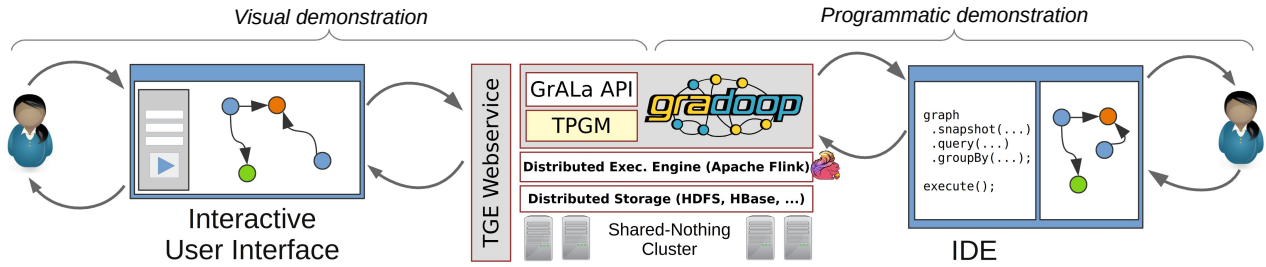 Visual demonstration
Programmatic demonstration
Interactive
User Interface
TGE Webservice
GrALa API
TPGM
gradoop
Distributed Exec. Engine (Apache Flink)
Distributed Storage (HDFS, HBase, ...)
Shared-Nothing
Cluster
graph
.snapshot(...)
.query(...)
.groupBy(...);
execute();
IDE